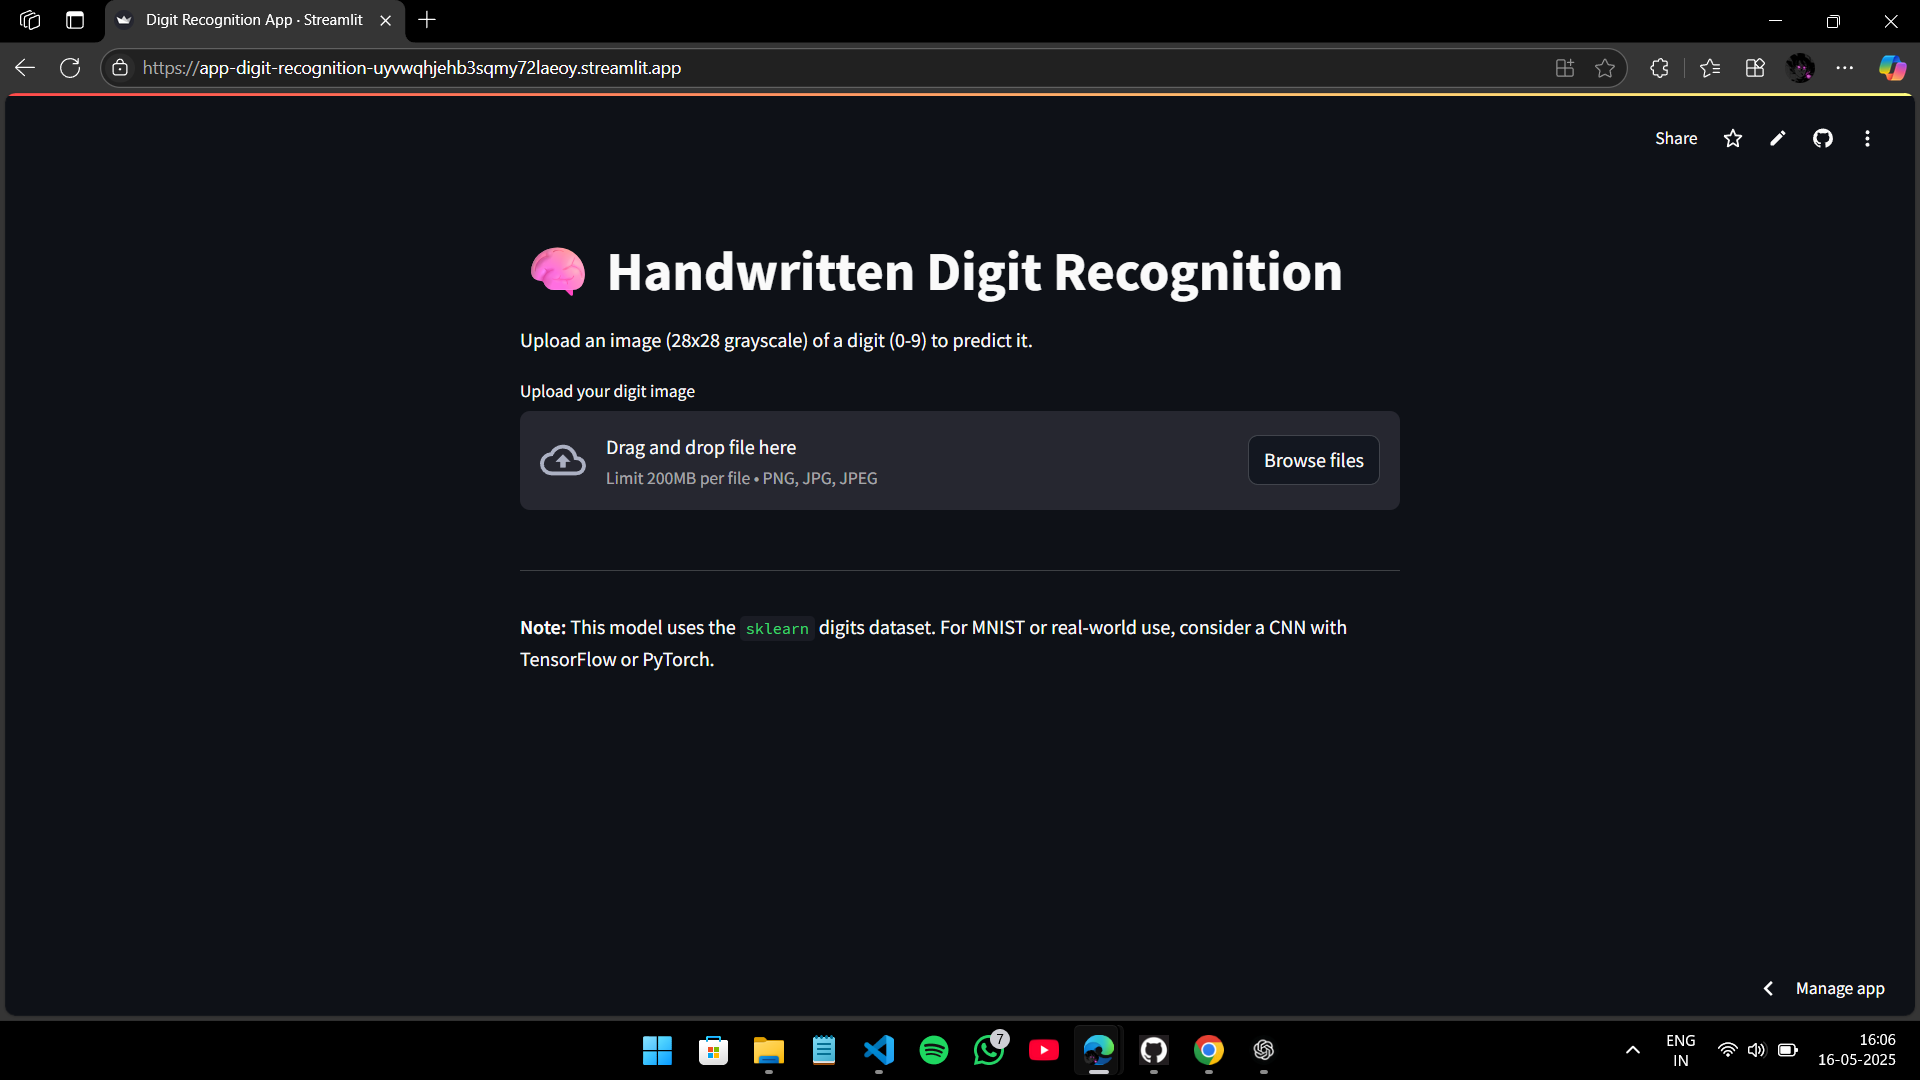 Digit Recognition App · Streamlit
https://app-digit-recognition-uyvwqhjehb3sqmy72laeoy.streamlit.app
Share
Handwritten Digit Recognition
Upload an image (28x28 grayscale) of a digit (0-9) to predict it.
Upload your digit image
Drag and drop file here
Limit 200MB per file • PNG, JPG, JPEG
Browse files
Note: This model uses the sklearn digits dataset. For MNIST or real-world use, consider a CNN with
TensorFlow or PyTorch.
Manage app
7
ENG
IN
16:06
16-05-2025